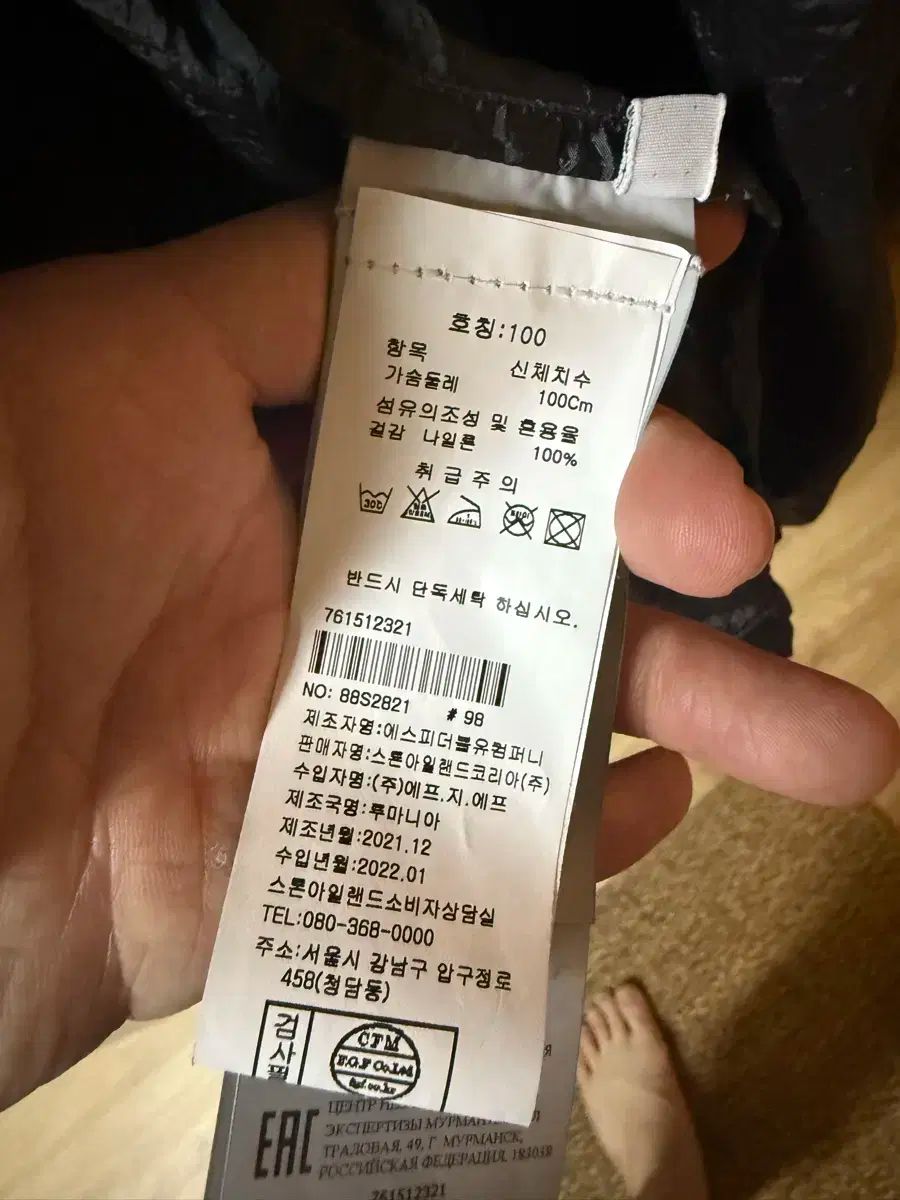 호칭:100
항목 신체치수
가슴둘레 100Cm
섬유의조성 및 혼용율
겉감 나일론 100%
취급주의
반드시 단독세탁 하십시오.
761512321
NO: 88S2821 # 98
제조자명:에스피더블유컴퍼니
판매자명:스톤아일랜드코리아(주)
수입자명:(주)에프.지.에프
제조국명:루마니아
제조년월:2021.12
수입년월:2022.01
스톤아일랜드소비자상담실
TEL:080-368-0000
주소:서울시 강남구 압구정로
458(청담동)
검사필
CFM
F.G.F Co.Ltd
EAC
ЦЕНТР
ЭКСПЕРТИЗЫ
ТРАЛОВАЯ, 49, Г. МУРМАНСК,
РОССИЙСКАЯ ФЕДЕРАЦИЯ, 183038
761512321